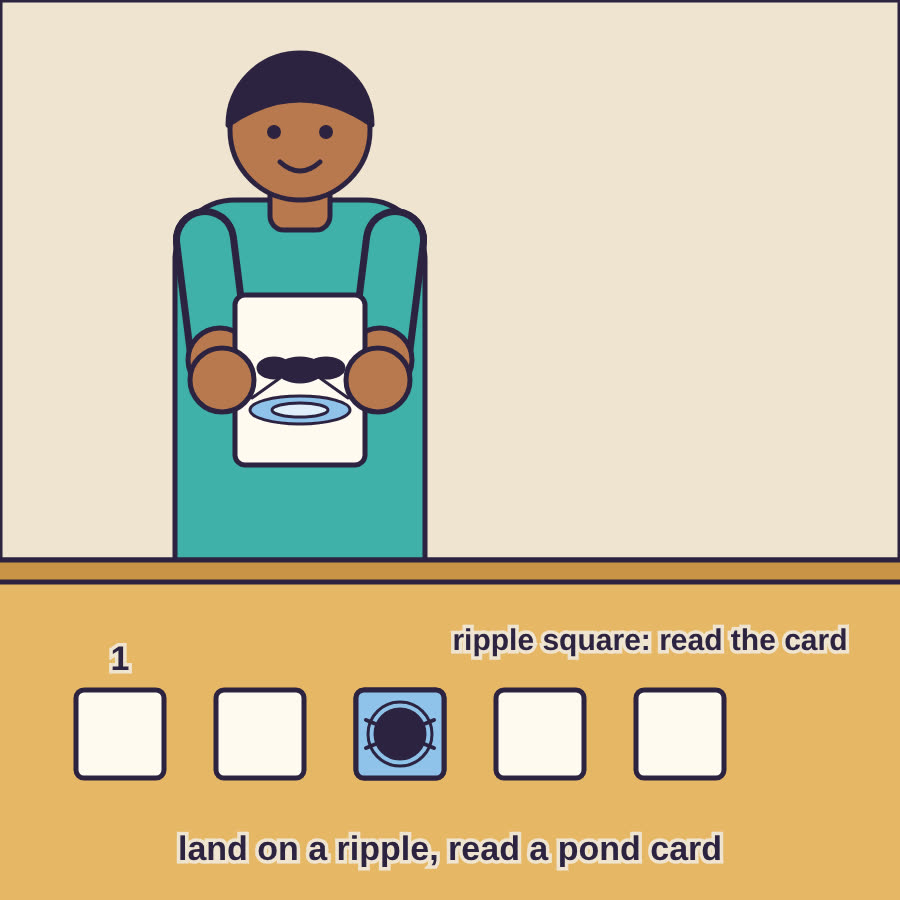 ripple square: read the card
1
land on a ripple, read a pond card